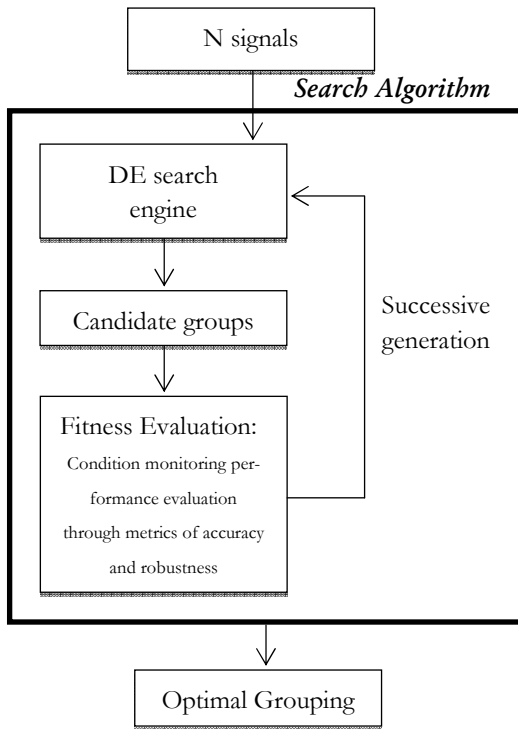 N signals
Search Algorithm
DE search
engine
Candidate groups
Successive
generation
Fitness Evaluation:
Condition monitoring per-
formance evaluation
through metrics of accuracy
and robustness
Optimal Grouping